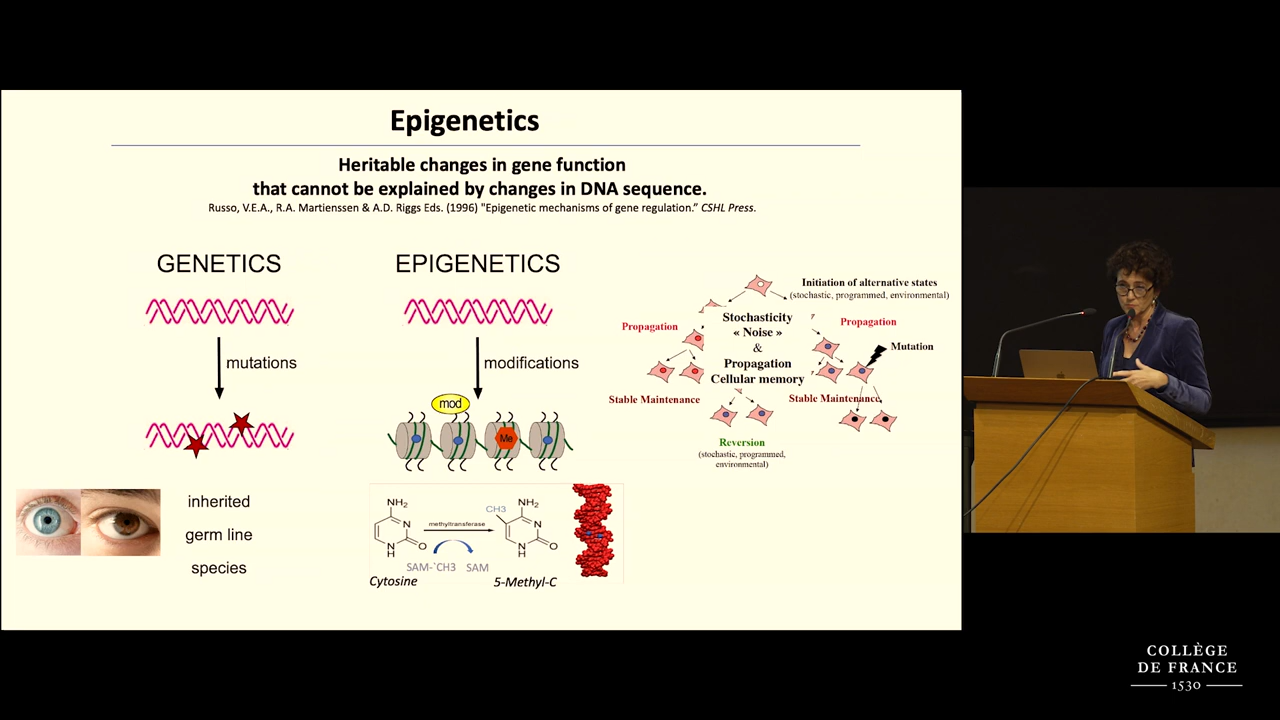 Epigenetics
Heritable changes in gene function
that cannot be explained by changes in DNA sequence.
Russo, V.E.A., R.A. Martienssen & A.D. Riggs Eds. (1996) "Epigenetic mechanisms of gene regulation.” CSHL Press.
GENETICS
mutations
inherited
germ line
species
EPIGENETICS
modifications
mod
Me
NH2
N
N
H
O
Cytosine
methyltransferase
SAM-`CH3
SAM
CH3
NH2
N
N
H
O
5-Methyl-C
Initiation of alternative states
(stochastic, programmed, environmental)
Propagation
Stochasticity
« Noise »
&
Propagation
Cellular memory
?
Propagation
Mutation
Stable Maintenance
Stable Maintenance
Reversion
(stochastic, programmed,
environmental)
COLLÈGE
DE FRANCE
1530